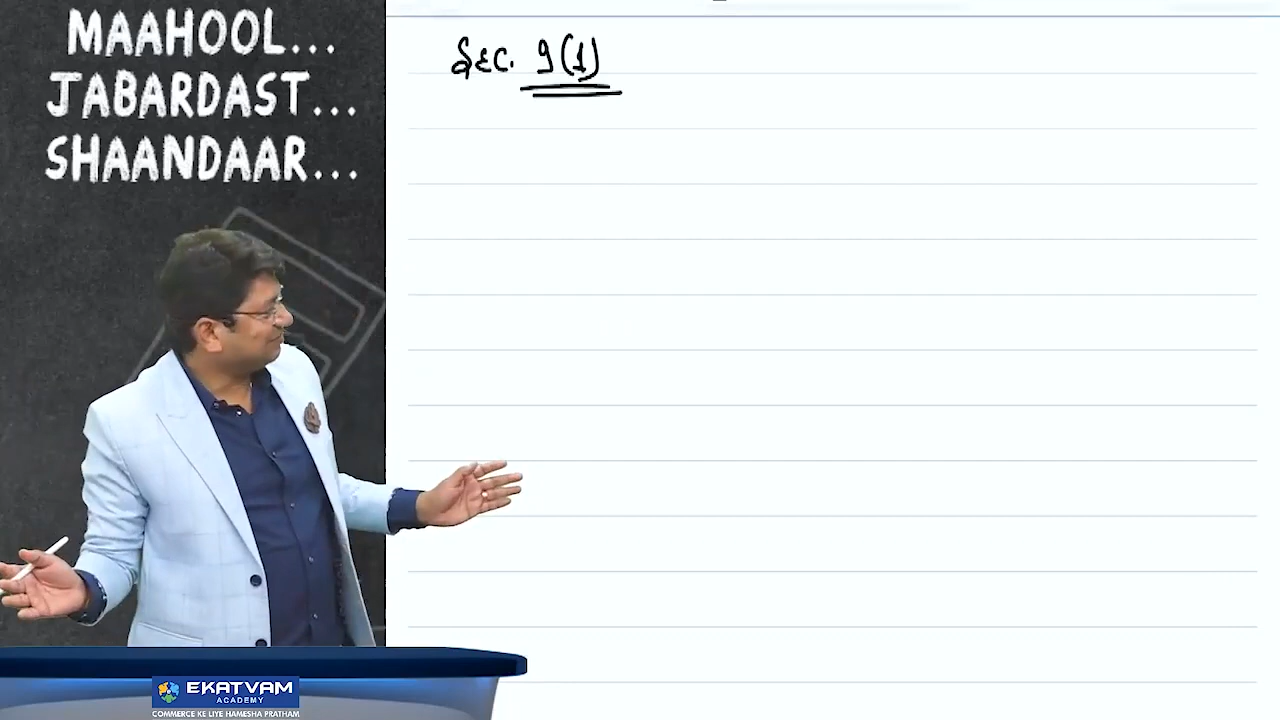 MAAHOOL...
JABARDAST...
SHAANDAAR...
Sec. 9(1)
EKATVAM
ACADEMY
COMMERCE KE LIYE HAMESHA PRATHAM